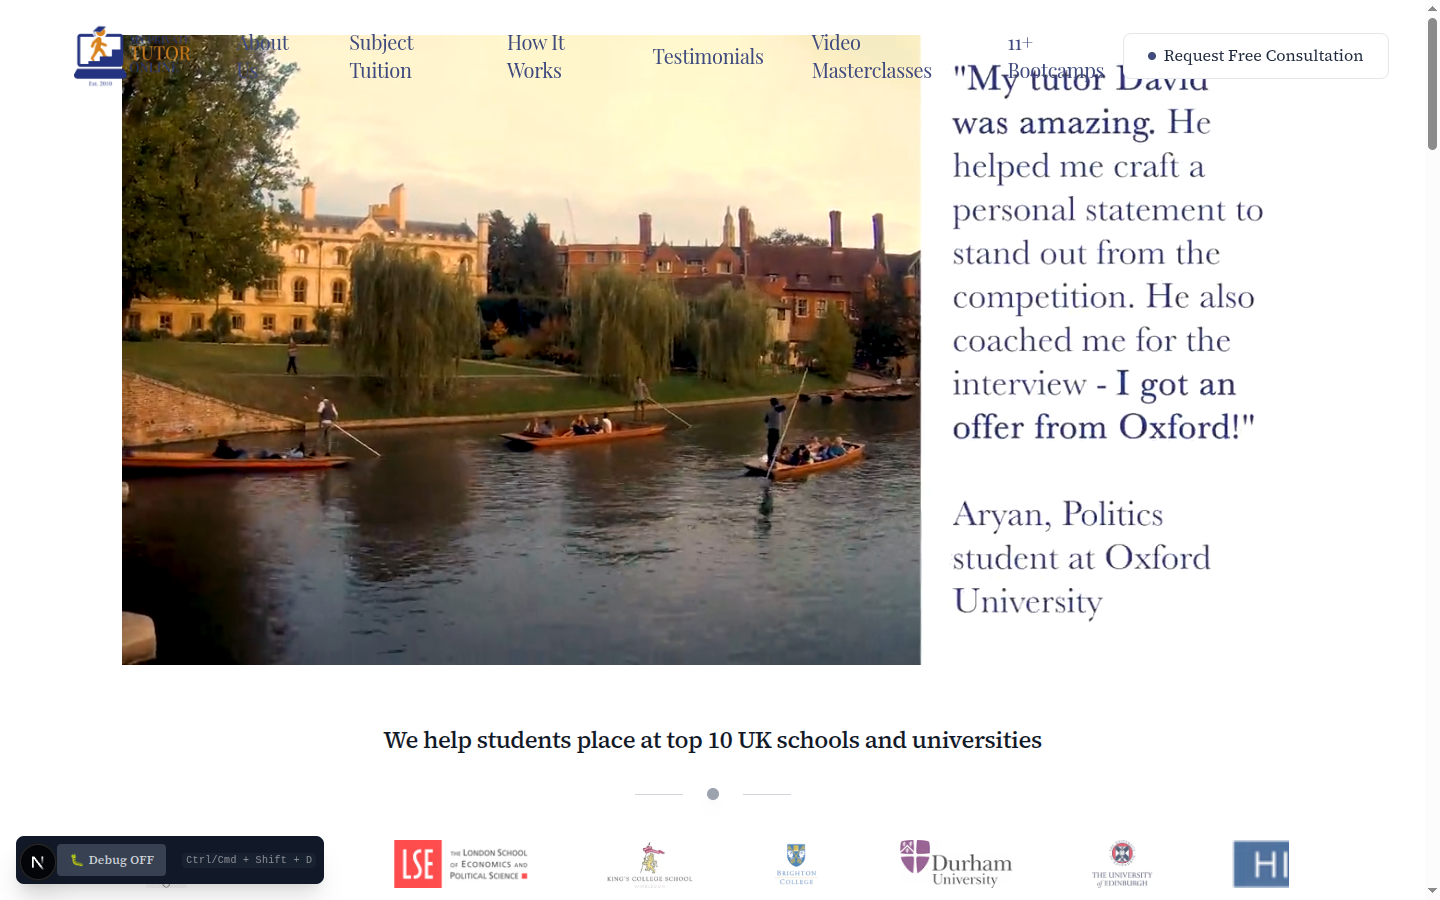 TUTOR
Est. 2010
About
Subject
Tuition
How It
Works
Testimonials
Video
Masterclasses
11+
Bootcamps
Request Free Consultation
"My tutor David
was amazing. He
helped me craft a
personal statement to
stand out from the
competition. He also
coached me for the
interview - I got an
offer from Oxford!"
Aryan, Politics
student at Oxford
University
We help students place at top 10 UK schools and universities
LSE
THE LONDON SCHOOL
OF ECONOMICS AND
POLITICAL SCIENCE
KING'S COLLEGE SCHOOL
BRIGHTON
COLLEGE
Durham
University
THE UNIVERSITY
of EDINBURGH
HI
N
Debug OFF
Ctrl/Cmd + Shift + D